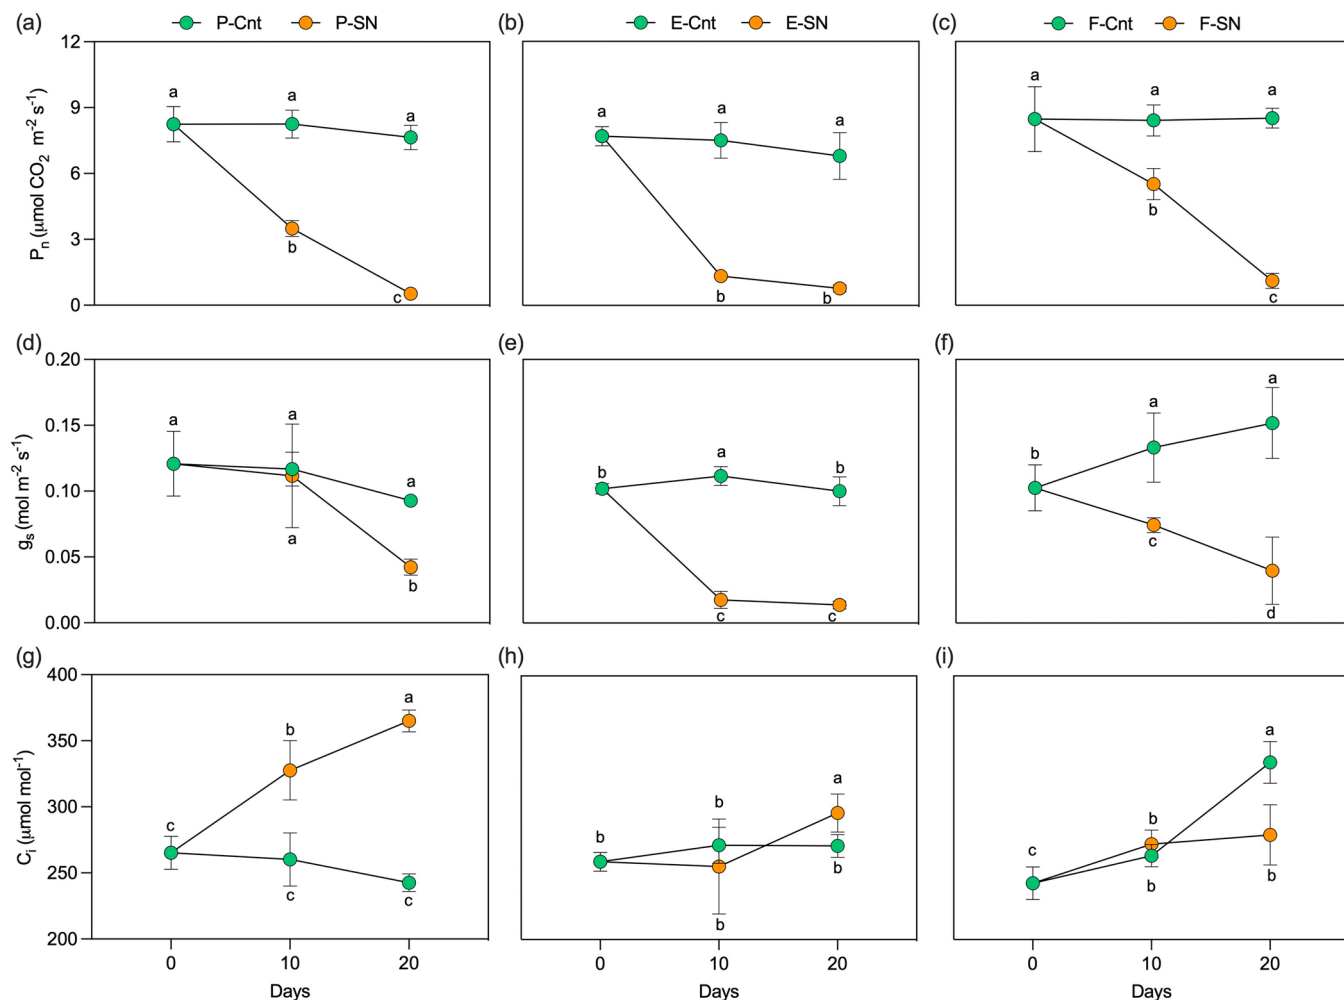 (a) P-Cnt P-SN (b) E-Cnt E-SN (c) F-Cnt F-SN
12
9
6
3
0
Pn (μmol CO2 m-2 s-1)
a a a b c
a a a b b
a a a b c
(d) (e) (f)
0.20
0.15
0.10
0.05
0.00
gs (mol m-2 s-1)
a a a a b
b a b c c
b a a c d
(g) (h) (i)
400
350
300
250
200
Ci (μmol mol-1)
c b a c c
b b a b b
c b a b b
0 10 20 0 10 20 0 10 20
Days Days Days